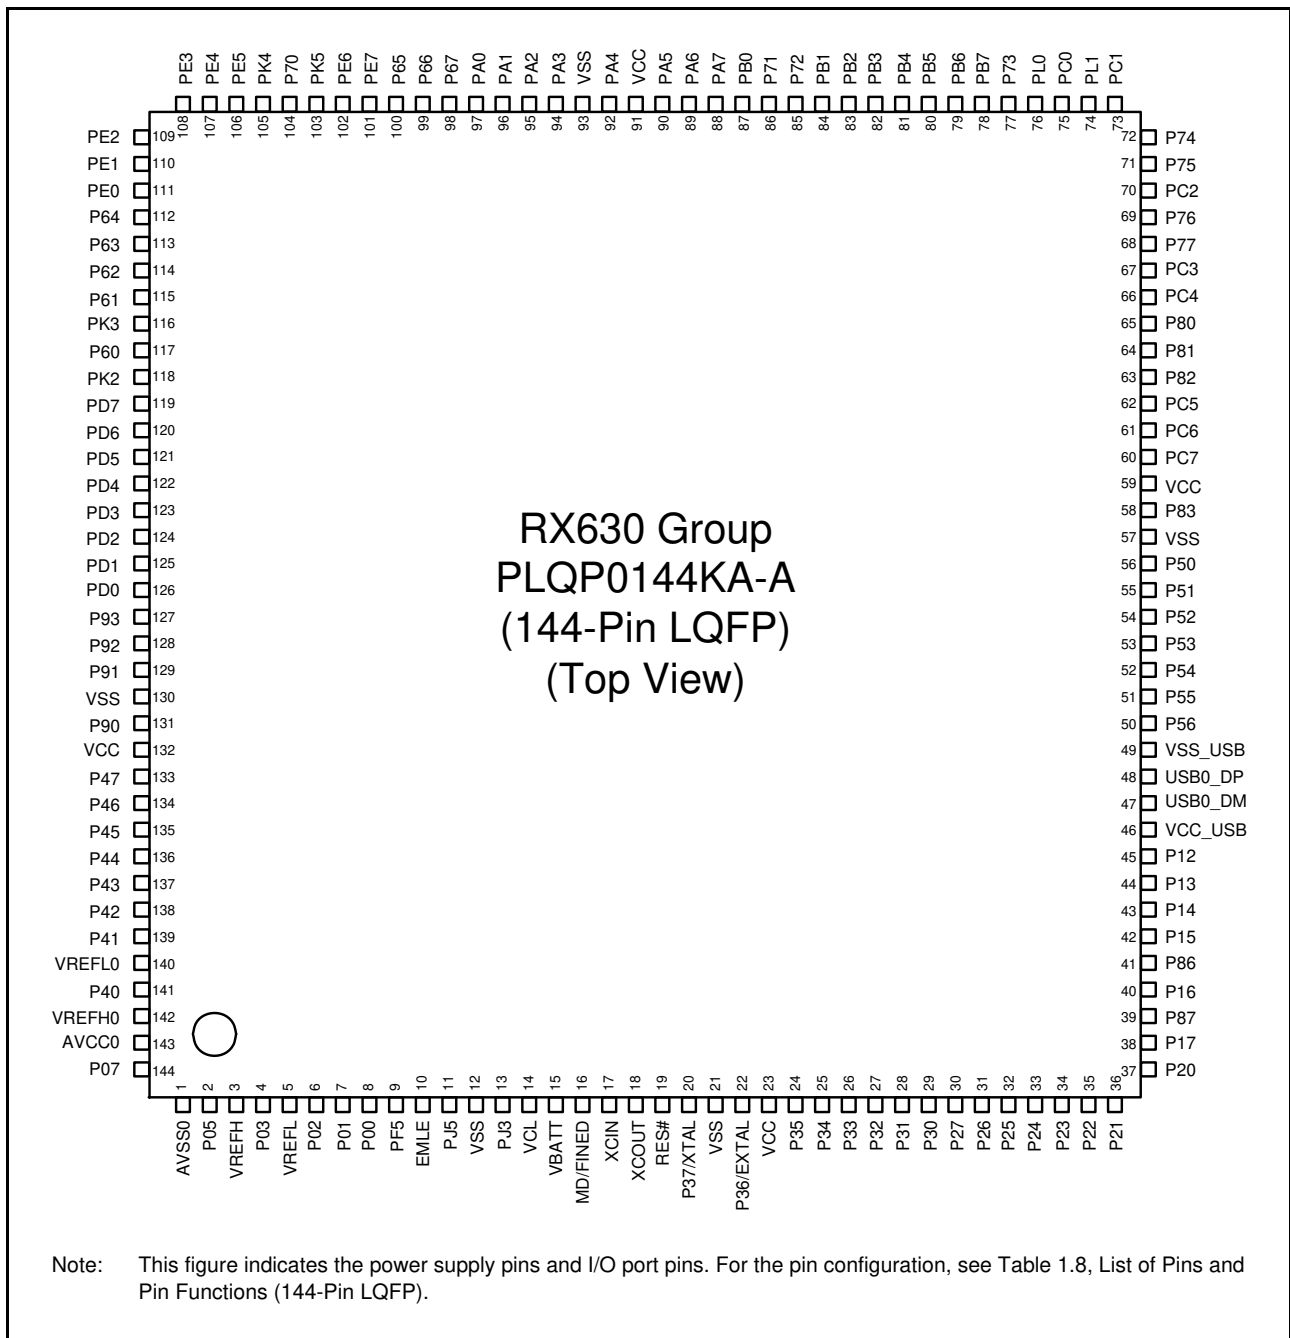 PE3 PE4 PE5 PK4 P70 PK5 PE6 PE7 P65 P66 P67 PA0 PA1 PA2 PA3 VSS PA4 VCC PA5 PA6 PA7 PB0 P71 P72 PB1 PB2 PB3 PB4 PB5 PB6 PB7 P73 PL0 PC0 PL1 PC1
108 107 106 105 104 103 102 101 100 99 98 97 96 95 94 93 92 91 90 89 88 87 86 85 84 83 82 81 80 79 78 77 76 75 74 73
PE2 109
PE1 110
PE0 111
P64 112
P63 113
P62 114
P61 115
PK3 116
P60 117
PK2 118
PD7 119
PD6 120
PD5 121
PD4 122
PD3 123
PD2 124
PD1 125
PD0 126
P93 127
P92 128
P91 129
VSS 130
P90 131
VCC 132
P47 133
P46 134
P45 135
P44 136
P43 137
P42 138
P41 139
VREFL0 140
P40 141
VREFH0 142
AVCC0 143
P07 144
RX630 Group
PLQP0144KA-A
(144-Pin LQFP)
(Top View)
72 P74
71 P75
70 PC2
69 P76
68 P77
67 PC3
66 PC4
65 P80
64 P81
63 P82
62 PC5
61 PC6
60 PC7
59 VCC
58 P83
57 VSS
56 P50
55 P51
54 P52
53 P53
52 P54
51 P55
50 P56
49 VSS_USB
48 USB0_DP
47 USB0_DM
46 VCC_USB
45 P12
44 P13
43 P14
42 P15
41 P86
40 P16
39 P87
38 P17
37 P20
1 2 3 4 5 6 7 8 9 10 11 12 13 14 15 16 17 18 19 20 21 22 23 24 25 26 27 28 29 30 31 32 33 34 35 36
AVSS0 P05 VREFH P03 VREFL P02 P01 P00 PF5 EMLE PJ5 VSS PJ3 VCL VBATT MD/FINED XCIN XCOUT RES# P37/XTAL VSS P36/EXTAL VCC P35 P34 P33 P32 P31 P30 P27 P26 P25 P24 P23 P22 P21
Note: This figure indicates the power supply pins and I/O port pins. For the pin configuration, see Table 1.8, List of Pins and
Pin Functions (144-Pin LQFP).